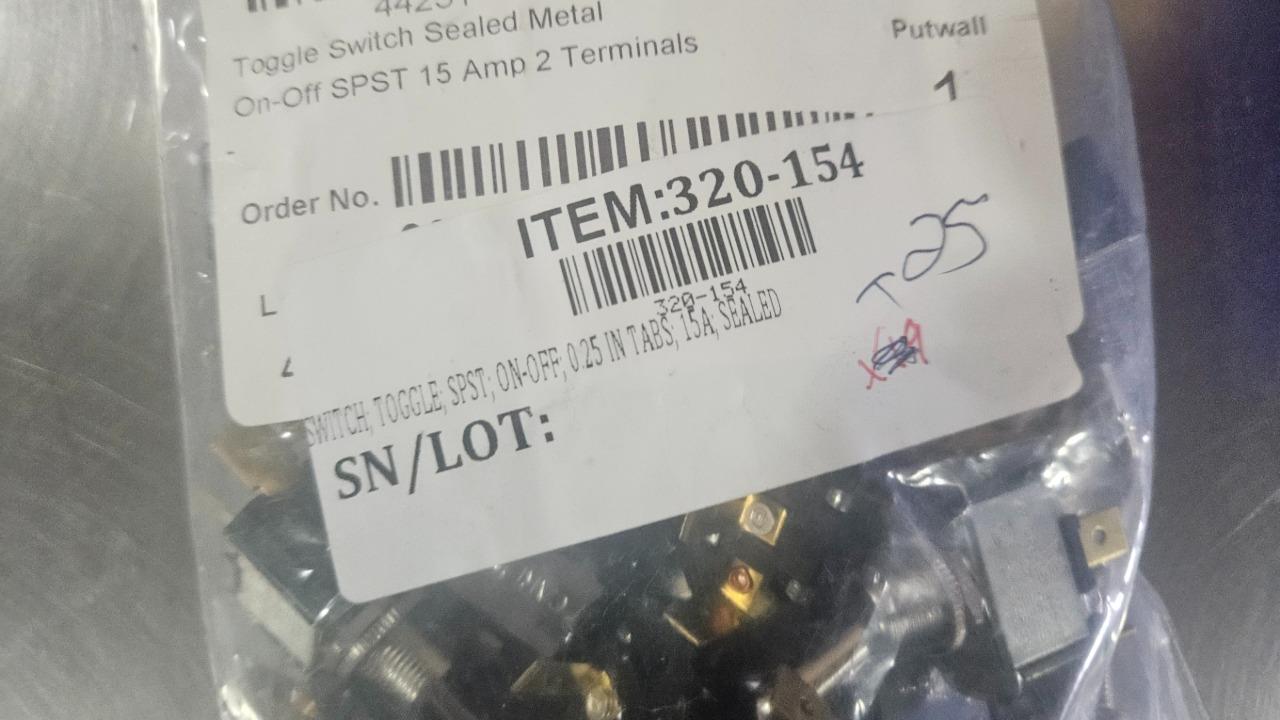 Toggle Switch Sealed Metal
On-Off SPST 15 Amp 2 Terminals
Putwall
1
Order No.
ITEM:320-154
320-154
SWITCH; TOGGLE; SPST; ON-OFF; 0.25 IN TABS; 15A; SEALED
SN/LOT:
L
T25